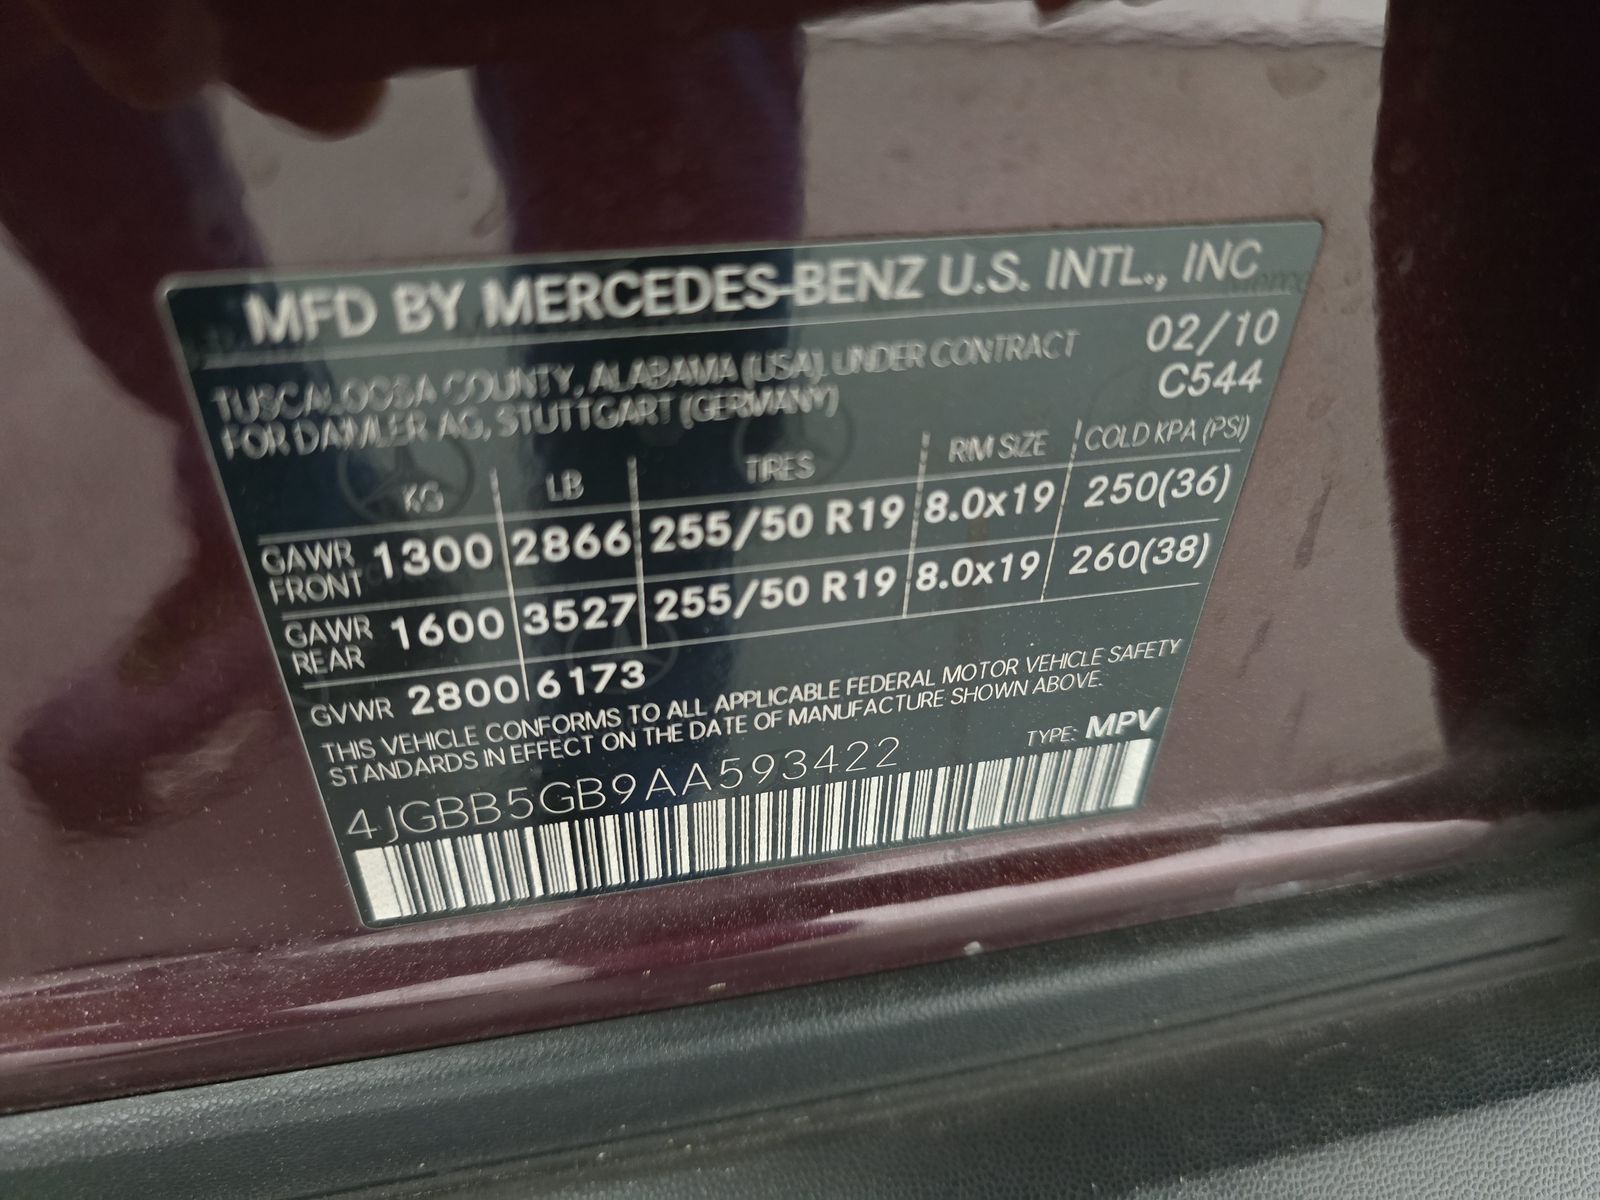 MFD BY MERCEDES-BENZ U.S. INTL., INC
TUSCALOOSA COUNTY, ALABAMA (USA) UNDER CONTRACT 02/10
FOR DAIMLER AG, STUTTGART (GERMANY) C544
KG LB TIRES RIM SIZE COLD KPA (PSI)
GAWR FRONT 1300 2866 255/50 R19 8.0x19 250(36)
GAWR REAR 1600 3527 255/50 R19 8.0x19 260(38)
GVWR 2800 6173
THIS VEHICLE CONFORMS TO ALL APPLICABLE FEDERAL MOTOR VEHICLE SAFETY
STANDARDS IN EFFECT ON THE DATE OF MANUFACTURE SHOWN ABOVE.
4JGBB5GB9AA593422 TYPE: MPV